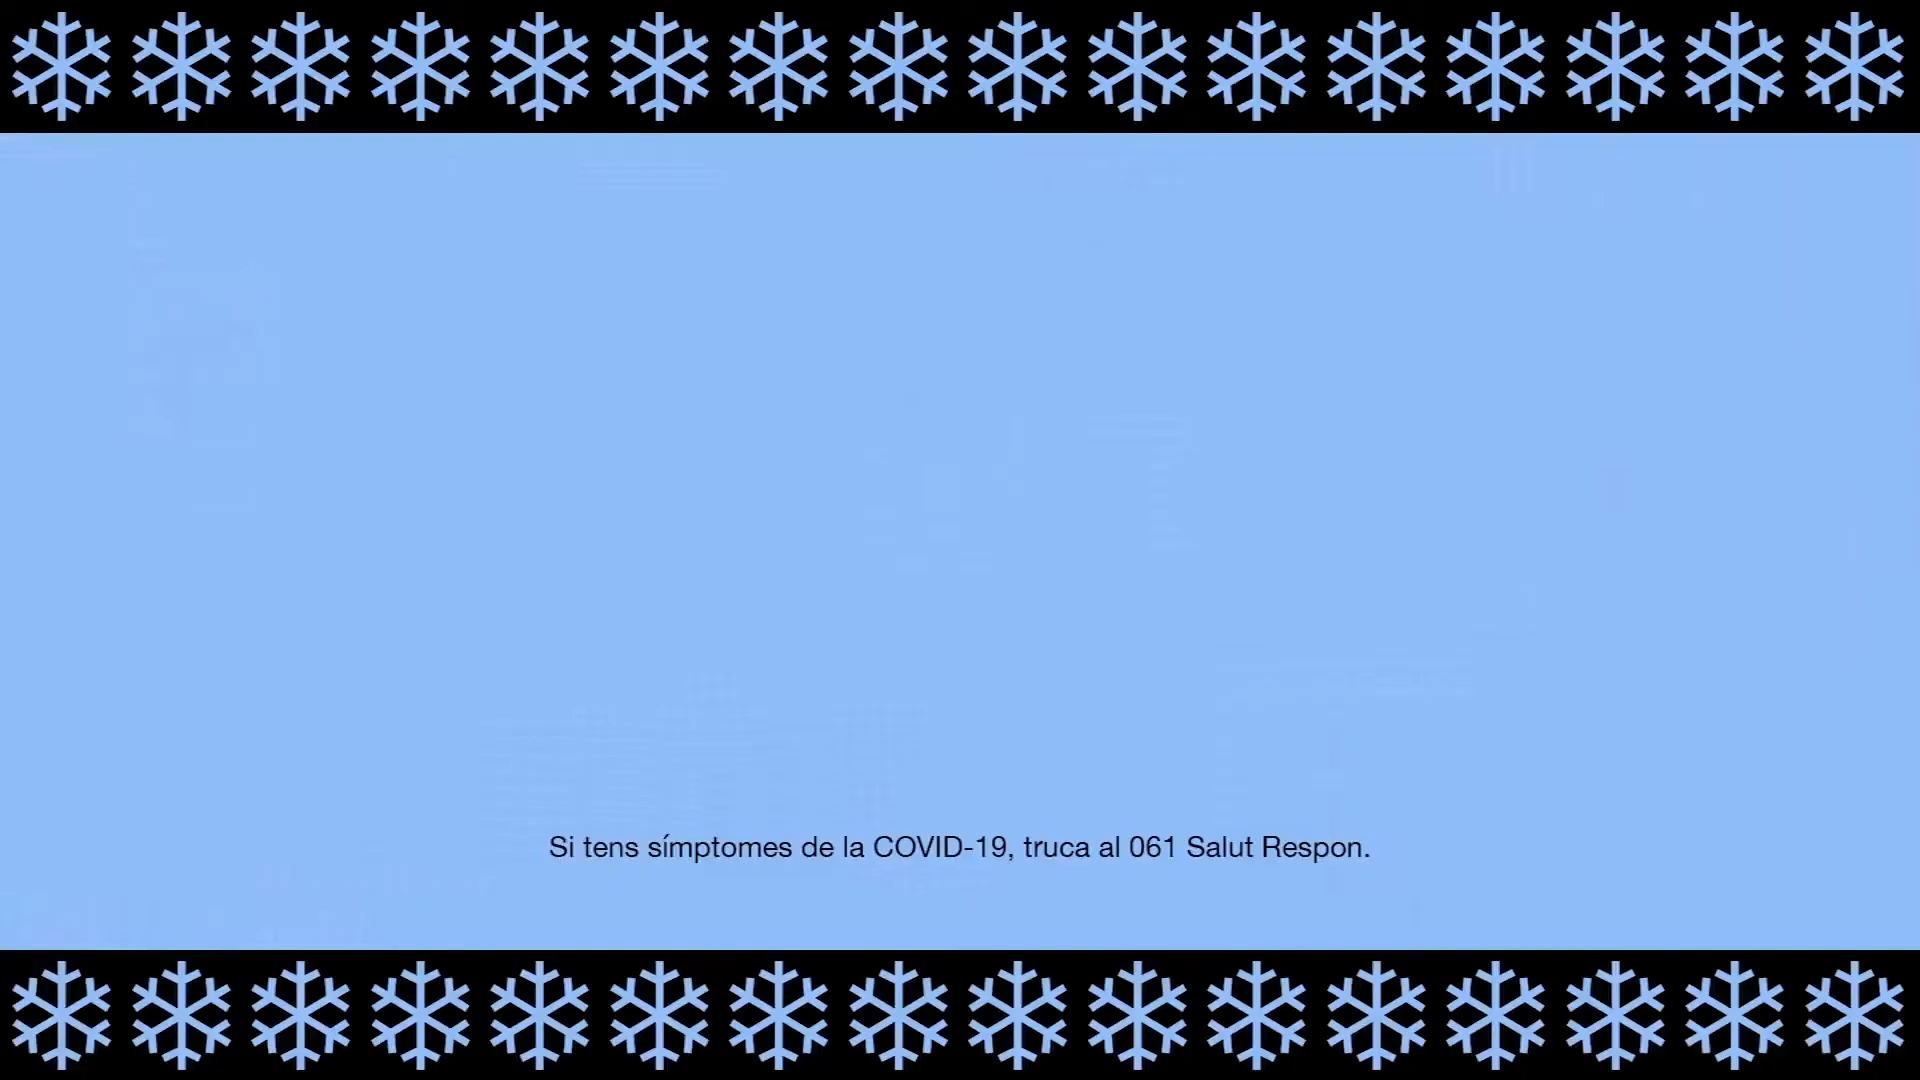 Si tens símptomes de la COVID-19, truca al 061 Salut Respon.